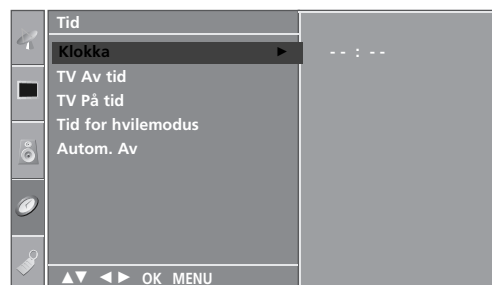 Tid
Klokka ► -- : --
TV Av tid
TV På tid
Tid for hvilemodus
Autom. Av
▲▼ ◄► OK MENU